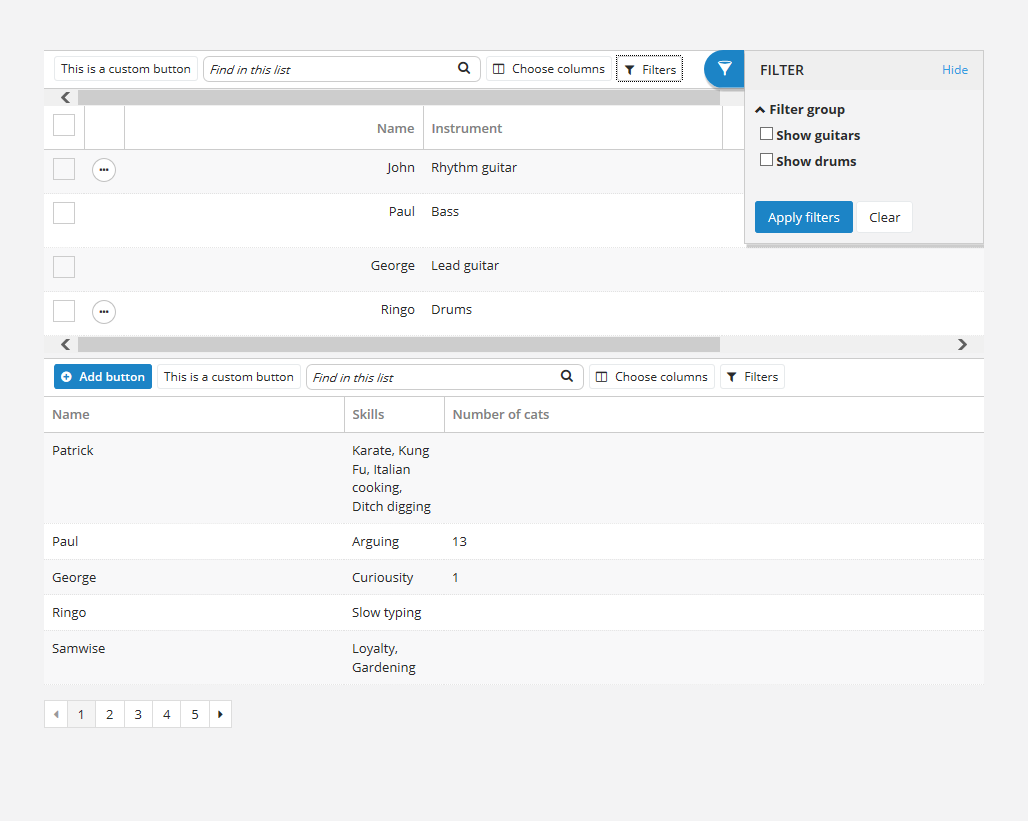 This is a custom button
Find in this list
Choose columns
Filters
FILTER
Hide
Filter group
Show guitars
Show drums
Apply filters
Clear
Name
Instrument
John
Rhythm guitar
Paul
Bass
George
Lead guitar
Ringo
Drums
Add button
This is a custom button
Find in this list
Choose columns
Filters
Name
Skills
Number of cats
Patrick
Karate, Kung
Fu, Italian
cooking,
Ditch digging
Paul
Arguing
13
George
Curiousity
1
Ringo
Slow typing
Samwise
Loyalty,
Gardening
1
2
3
4
5